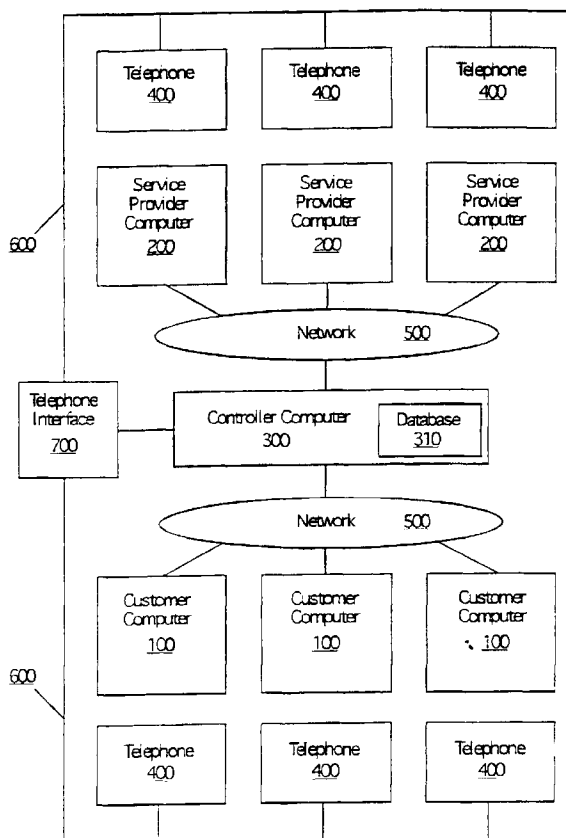 Telephone
400
Telephone
400
Telephone
400
Service
Provider
Computer
200
Service
Provider
Computer
200
Service
Provider
Computer
200
600
Network 500
Telephone
Interface
700
Controller Computer
300
Database
310
Network 500
Customer
Computer
100
Customer
Computer
100
Customer
Computer
100
600
Telephone
400
Telephone
400
Telephone
400